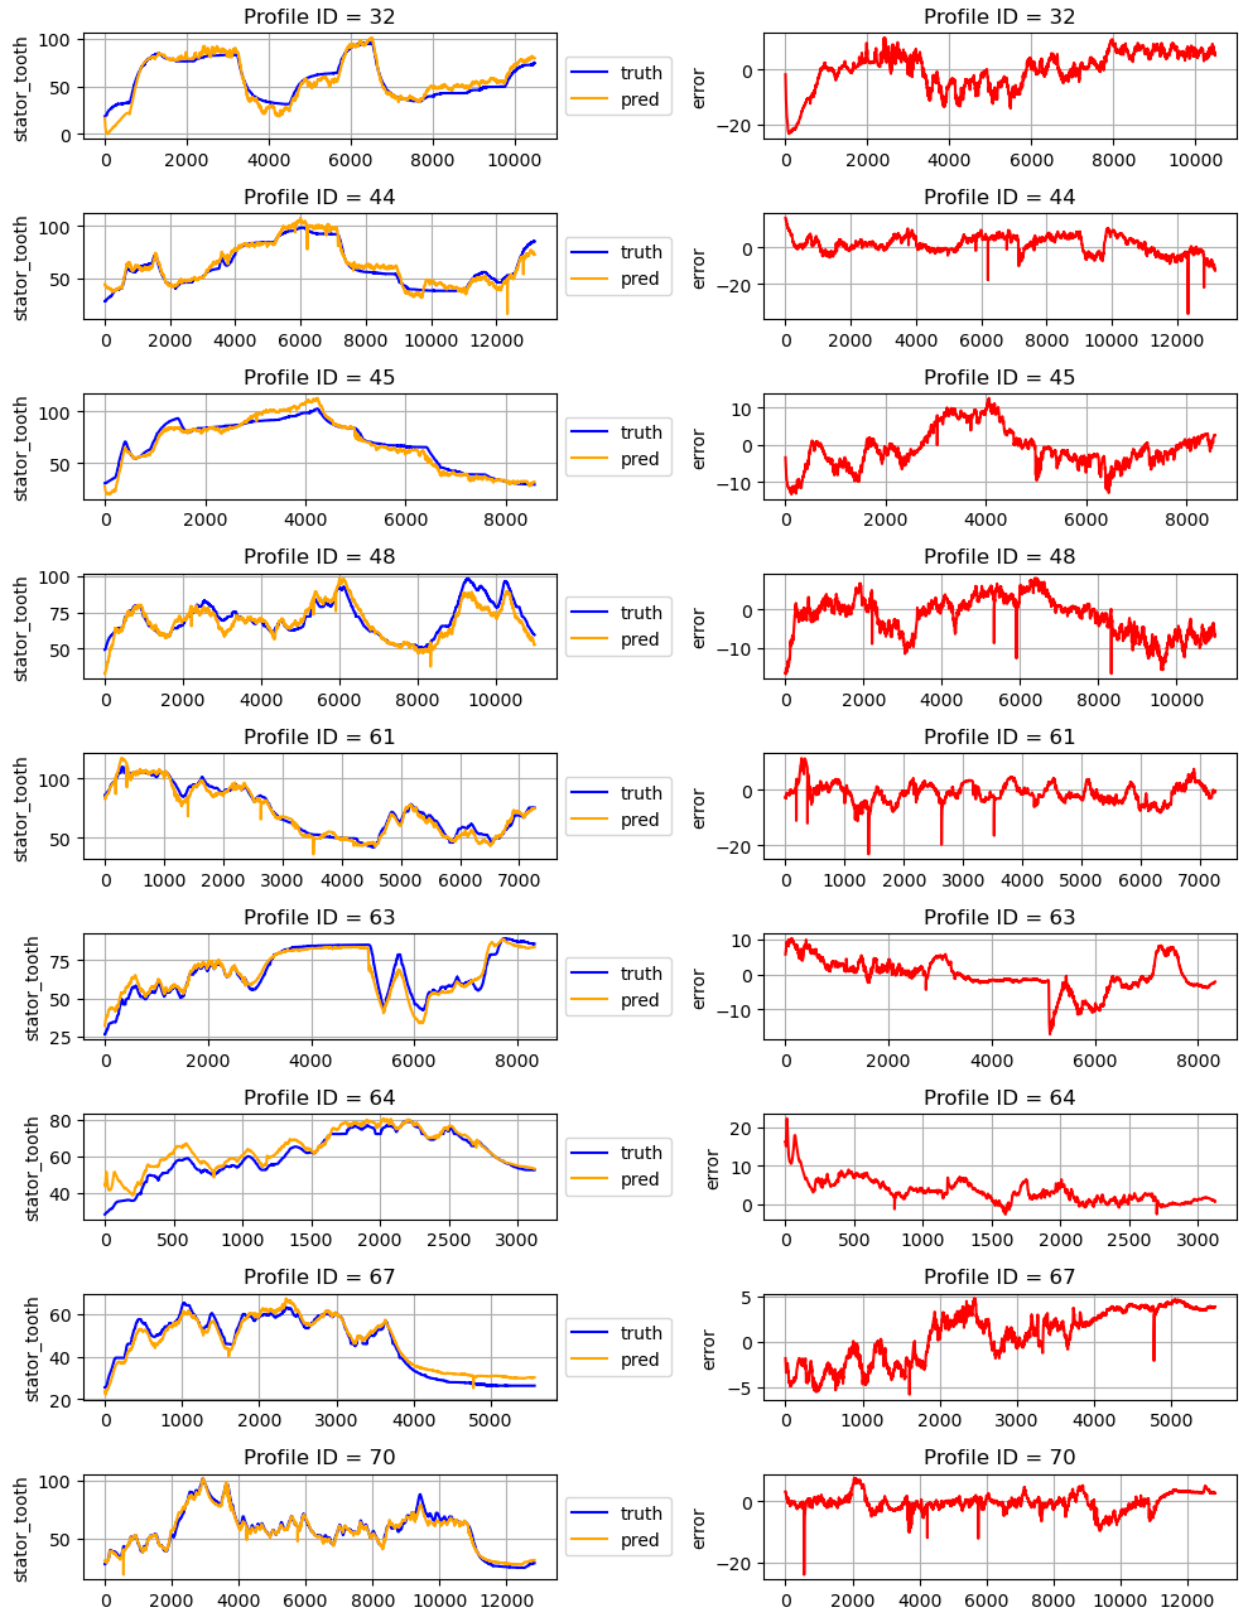 Profile ID = 32
stator_tooth
100
50
0
0 2000 4000 6000 8000 10000
truth
pred
Profile ID = 32
error
0
−20
0 2000 4000 6000 8000 10000
Profile ID = 44
stator_tooth
100
50
0 2000 4000 6000 8000 10000 12000
truth
pred
Profile ID = 44
error
0
−20
0 2000 4000 6000 8000 10000 12000
Profile ID = 45
stator_tooth
100
50
0 2000 4000 6000 8000
truth
pred
Profile ID = 45
error
10
0
−10
0 2000 4000 6000 8000
Profile ID = 48
stator_tooth
100
75
50
0 2000 4000 6000 8000 10000
truth
pred
Profile ID = 48
error
0
−10
0 2000 4000 6000 8000 10000
Profile ID = 61
stator_tooth
100
50
0 1000 2000 3000 4000 5000 6000 7000
truth
pred
Profile ID = 61
error
0
−20
0 1000 2000 3000 4000 5000 6000 7000
Profile ID = 63
stator_tooth
75
50
25
0 2000 4000 6000 8000
truth
pred
Profile ID = 63
error
10
0
−10
0 2000 4000 6000 8000
Profile ID = 64
stator_tooth
80
60
40
0 500 1000 1500 2000 2500 3000
truth
pred
Profile ID = 64
error
20
10
0
0 500 1000 1500 2000 2500 3000
Profile ID = 67
stator_tooth
60
40
20
0 1000 2000 3000 4000 5000
truth
pred
Profile ID = 67
error
5
0
−5
0 1000 2000 3000 4000 5000
Profile ID = 70
stator_tooth
100
50
0 2000 4000 6000 8000 10000 12000
truth
pred
Profile ID = 70
error
0
−20
0 2000 4000 6000 8000 10000 12000